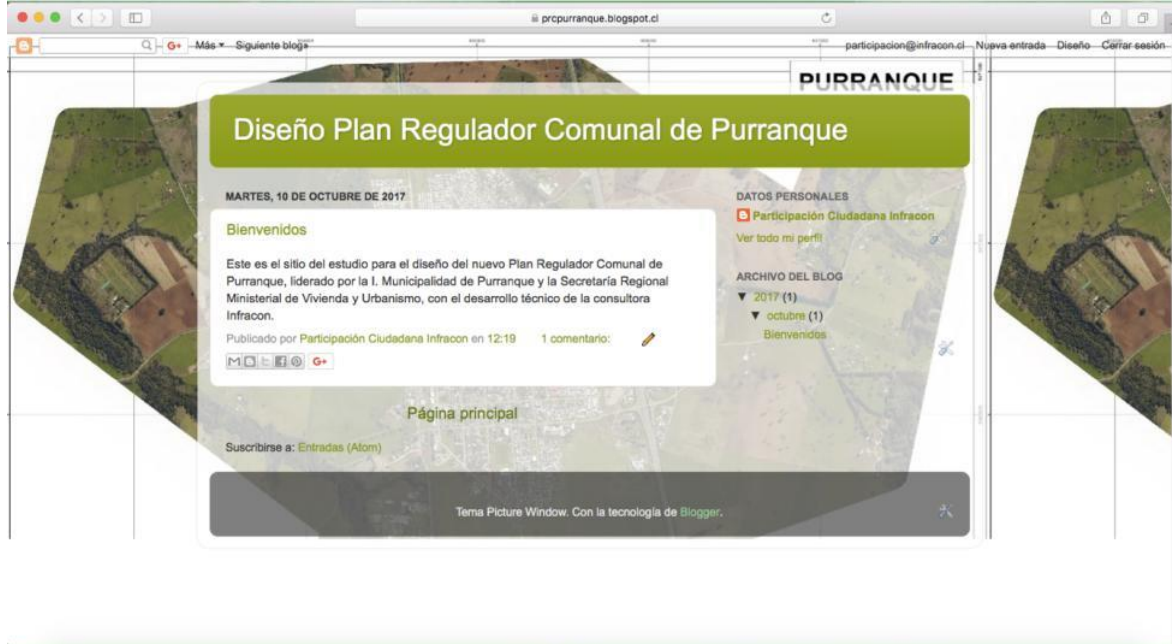 prcpurranque.blogspot.cl
G+ Más ▾ Siguiente blog» participacion@infracon.cl Nueva entrada Diseño Cerrar sesión
PURRANQUE
Diseño Plan Regulador Comunal de Purranque
MARTES, 10 DE OCTUBRE DE 2017
Bienvenidos
Este es el sitio del estudio para el diseño del nuevo Plan Regulador Comunal de
Purranque, liderado por la I. Municipalidad de Purranque y la Secretaría Regional
Ministerial de Vivienda y Urbanismo, con el desarrollo técnico de la consultora
Infracon.
Publicado por Participación Ciudadana Infracon en 12:19 1 comentario:
G+
Página principal
Suscribirse a: Entradas (Atom)
DATOS PERSONALES
Participación Ciudadana Infracon
Ver todo mi perfil
ARCHIVO DEL BLOG
▼ 2017 (1)
▼ octubre (1)
Bienvenidos
Tema Picture Window. Con la tecnología de Blogger.